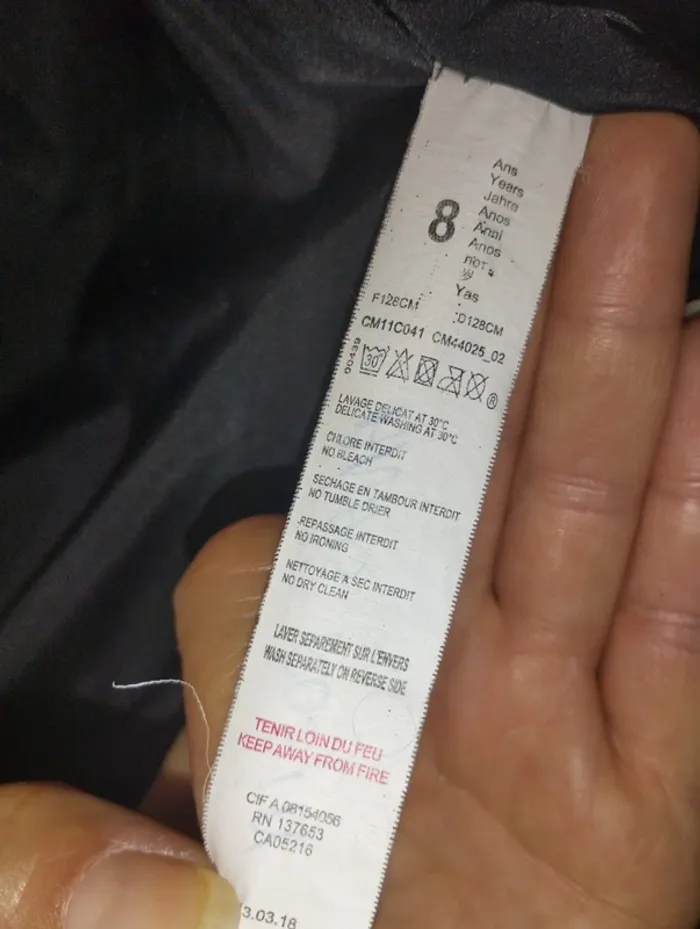 8
Ans
Years
Jahre
Anos
Anni
Anos
Yas
F128CM D128CM
CM11C041 CM44025_02
90439
30
®
LAVAGE DELICAT AT 30°C
DELICATE WASHING AT 30°C
CHLORE INTERDIT
NO BLEACH
SECHAGE EN TAMBOUR INTERDIT
NO TUMBLE DRIER
REPASSAGE INTERDIT
NO IRONING
NETTOYAGE A SEC INTERDIT
NO DRY CLEAN
LAVER SEPAREMENT SUR L'ENVERS
WASH SEPARATELY ON REVERSE SIDE
TENIR LOIN DU FEU
KEEP AWAY FROM FIRE
CIF A 08154056
RN 137653
CA05216
3.03.18